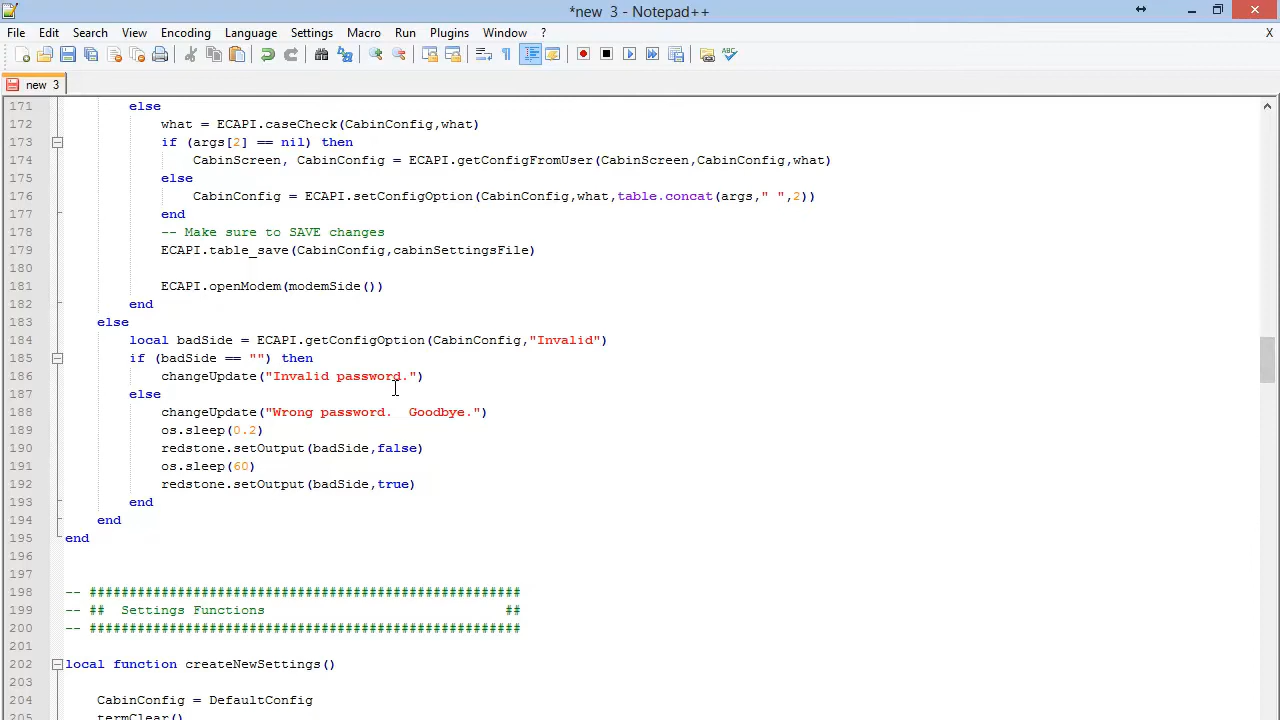 *new  3 - Notepad++
File Edit Search View Encoding Language Settings Macro Run Plugins Window ? X
new  3
171 else
172 what = ECAPI.caseCheck(CabinConfig,what)
173 if (args[2] == nil) then
174 CabinScreen, CabinConfig = ECAPI.getConfigFromUser(CabinScreen,CabinConfig,what)
175 else
176 CabinConfig = ECAPI.setConfigOption(CabinConfig,what,table.concat(args," ",2))
177 end
178 -- Make sure to SAVE changes
179 ECAPI.table_save(CabinConfig,cabinSettingsFile)
180
181 ECAPI.openModem(modemSide())
182 end
183 else
184 local badSide = ECAPI.getConfigOption(CabinConfig,"Invalid")
185 if (badSide == "") then
186 changeUpdate("Invalid password.")
187 else
188 changeUpdate("Wrong password.  Goodbye.")
189 os.sleep(0.2)
190 redstone.setOutput(badSide,false)
191 os.sleep(60)
192 redstone.setOutput(badSide,true)
193 end
194 end
195 end
196
197
198 -- ######################################################
199 -- ##  Settings Functions                              ##
200 -- ######################################################
201
202 local function createNewSettings()
203
204 CabinConfig = DefaultConfig
205 termClear()